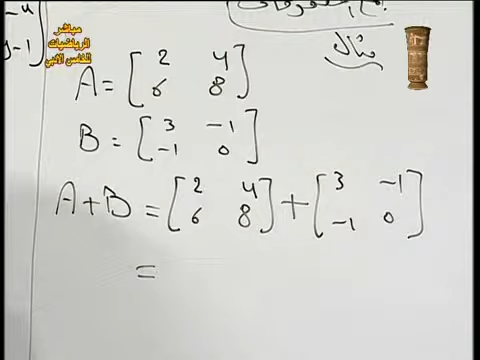 مثال
مباشر
الرياضيات
للخامس الادبي
A = [ 2 4
6 8 ]
B = [ 3 -1
-1 0 ]
A + B = [ 2 4
6 8 ] + [ 3 -1
-1 0 ]
=